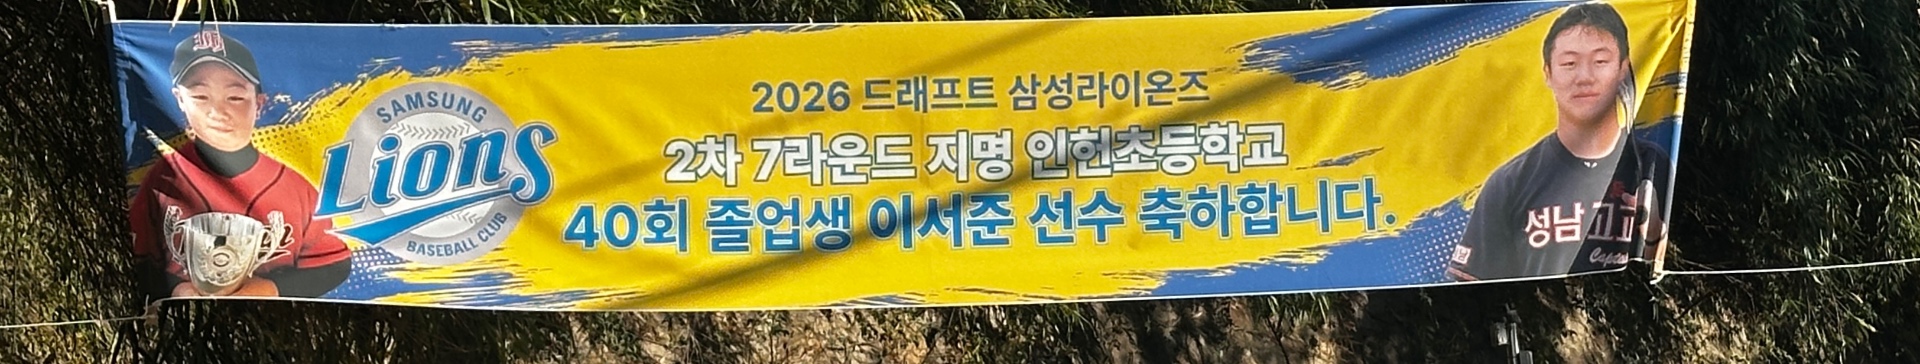 SAMSUNG
Lions
BASEBALL CLUB
2026 드래프트 삼성라이온즈
2차 7라운드 지명 인헌초등학교
40회 졸업생 이서준 선수 축하합니다.
성남고교